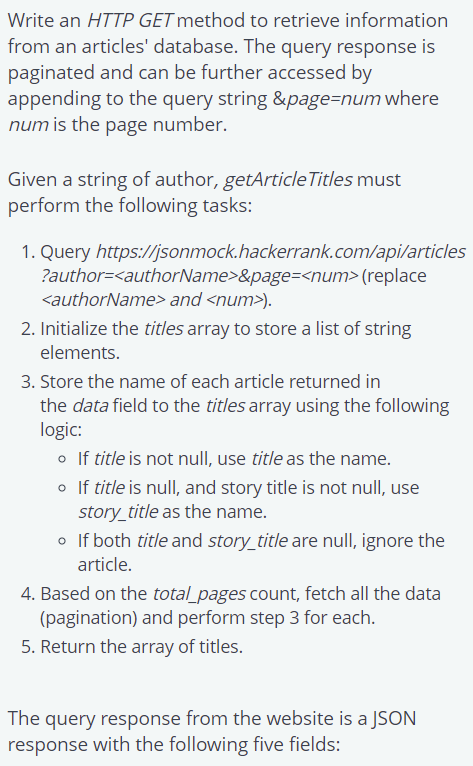 Write an HTTP GET method to retrieve information
from an articles' database. The query response is
paginated and can be further accessed by
appending to the query string &page=num where
num is the page number.
Given a string of author, getArticleTitles must
perform the following tasks:
1. Query https://jsonmock.hackerrank.com/api/articles
?author=<authorName>&page=<num> (replace
<authorName> and <num>).
2. Initialize the titles array to store a list of string
elements.
3. Store the name of each article returned in
the data field to the titles array using the following
logic:
◦ If title is not null, use title as the name.
◦ If title is null, and story title is not null, use
story_title as the name.
◦ If both title and story_title are null, ignore the
article.
4. Based on the total_pages count, fetch all the data
(pagination) and perform step 3 for each.
5. Return the array of titles.
The query response from the website is a JSON
response with the following five fields: